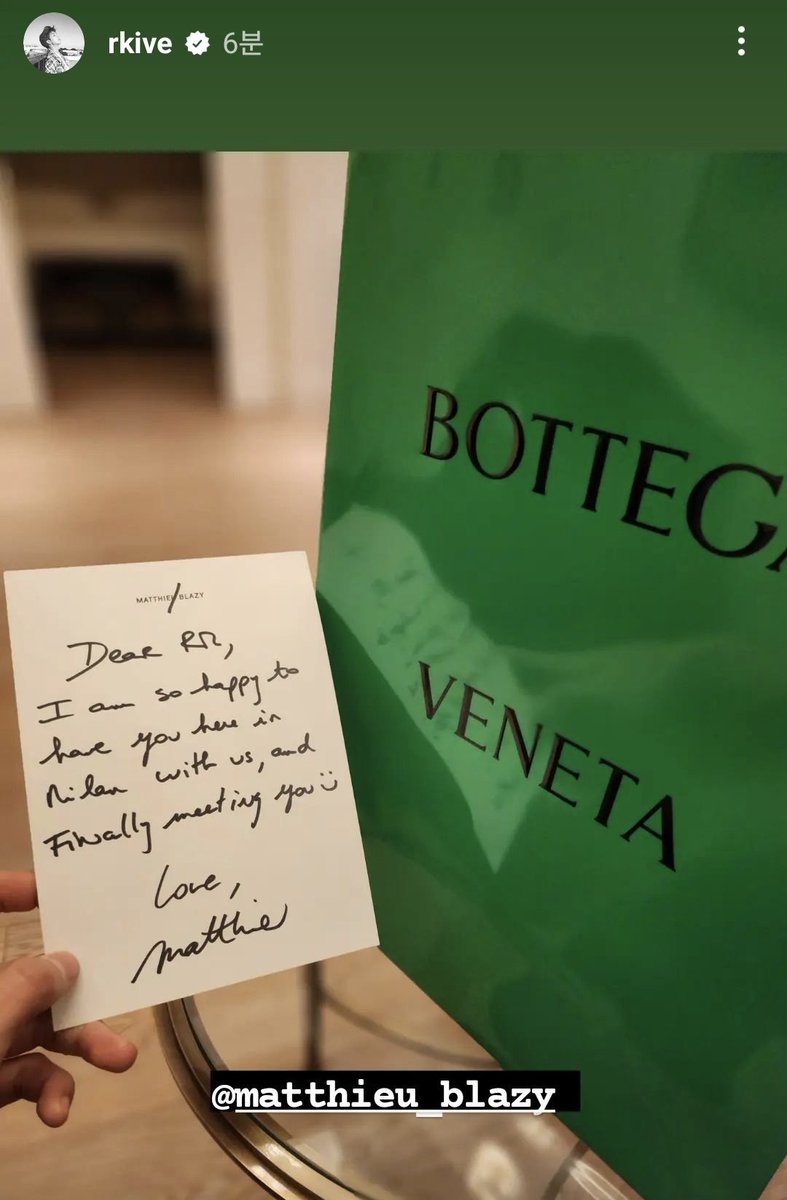 rkive 6분
BOTTEGA
VENETA
MATTHIEU BLAZY
Dear RM,
I am so happy to
have you here in
Milan with us, and
Finally meeting you :)
Love,
Matthieu
@matthieu_blazy